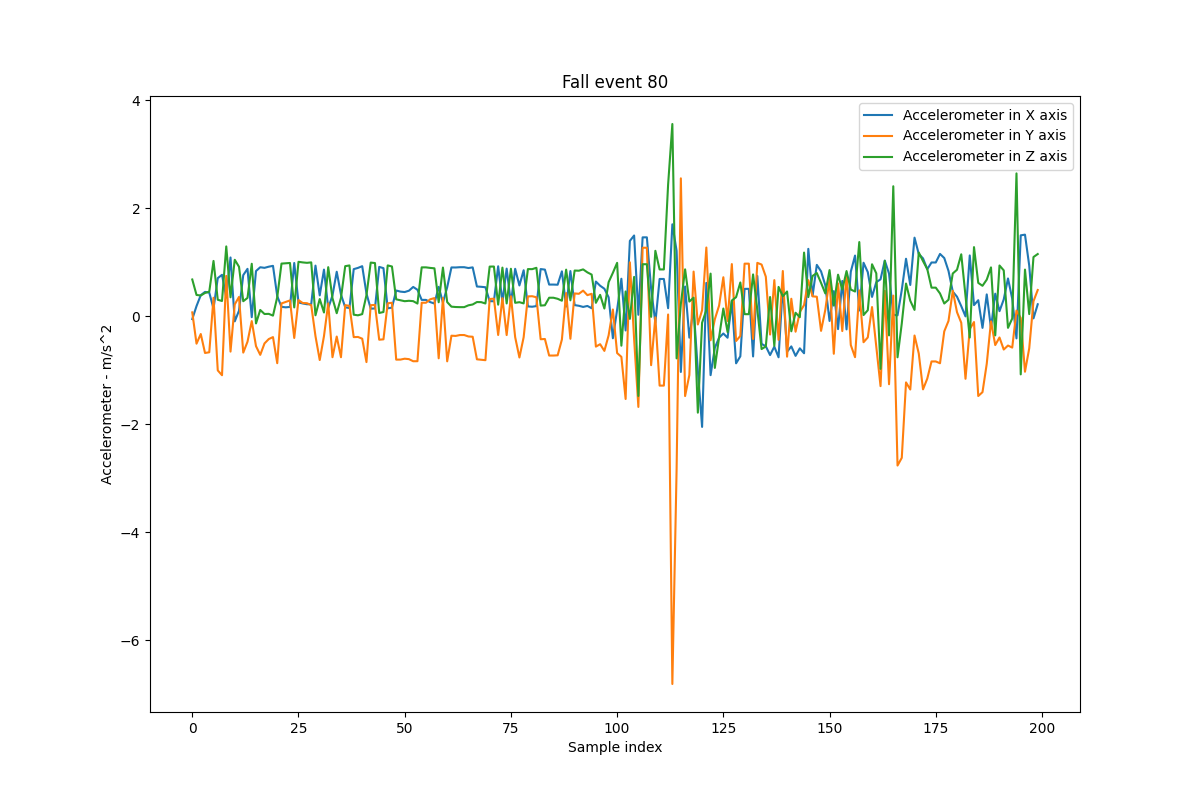 Fall event 80
Accelerometer in X axis
Accelerometer in Y axis
Accelerometer in Z axis
4
2
0
−2
−4
−6
Accelerometer - m/s^2
0 25 50 75 100 125 150 175 200
Sample index